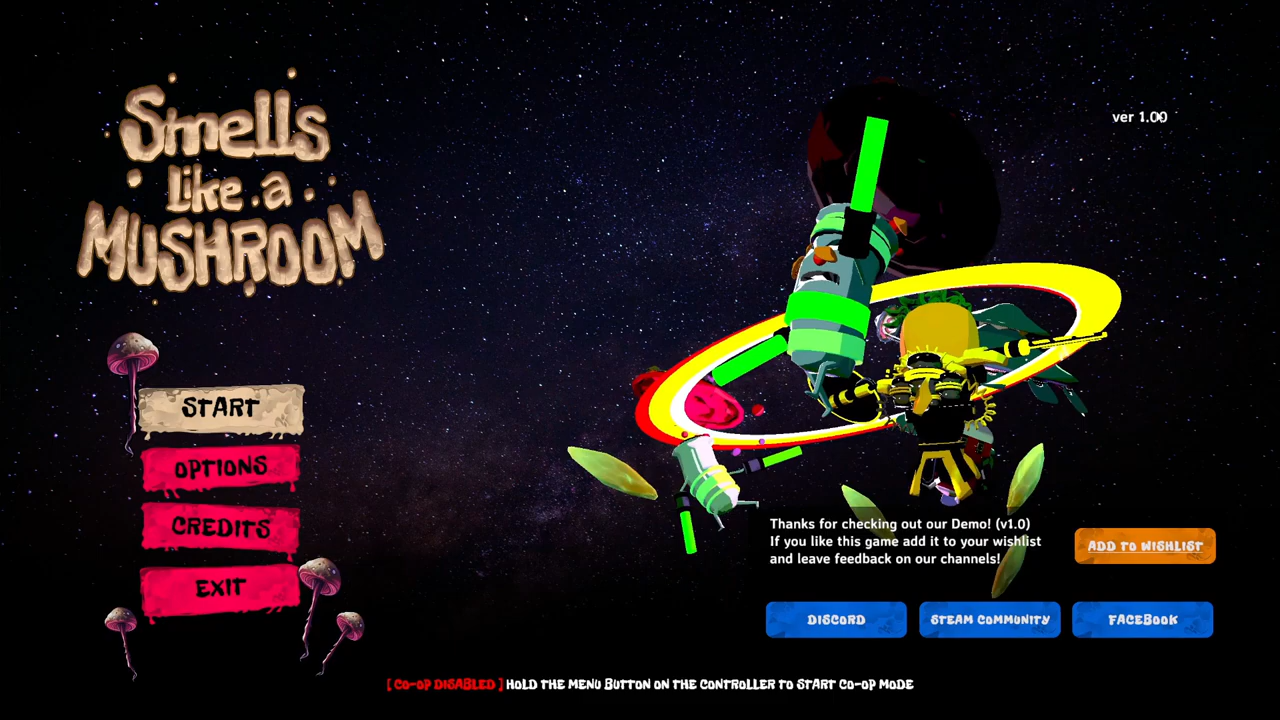 Smells
like a
MUSHROOM
ver 1.00
START
OPTIONS
CREDITS
EXIT
Thanks for checking out our Demo! (v1.0)
If you like this game add it to your wishlist
and leave feedback on our channels!
ADD TO WISHLIST
DISCORD
STEAM COMMUNITY
FACEBOOK
[ CO-OP DISABLED ] HOLD THE MENU BUTTON ON THE CONTROLLER TO START CO-OP MODE